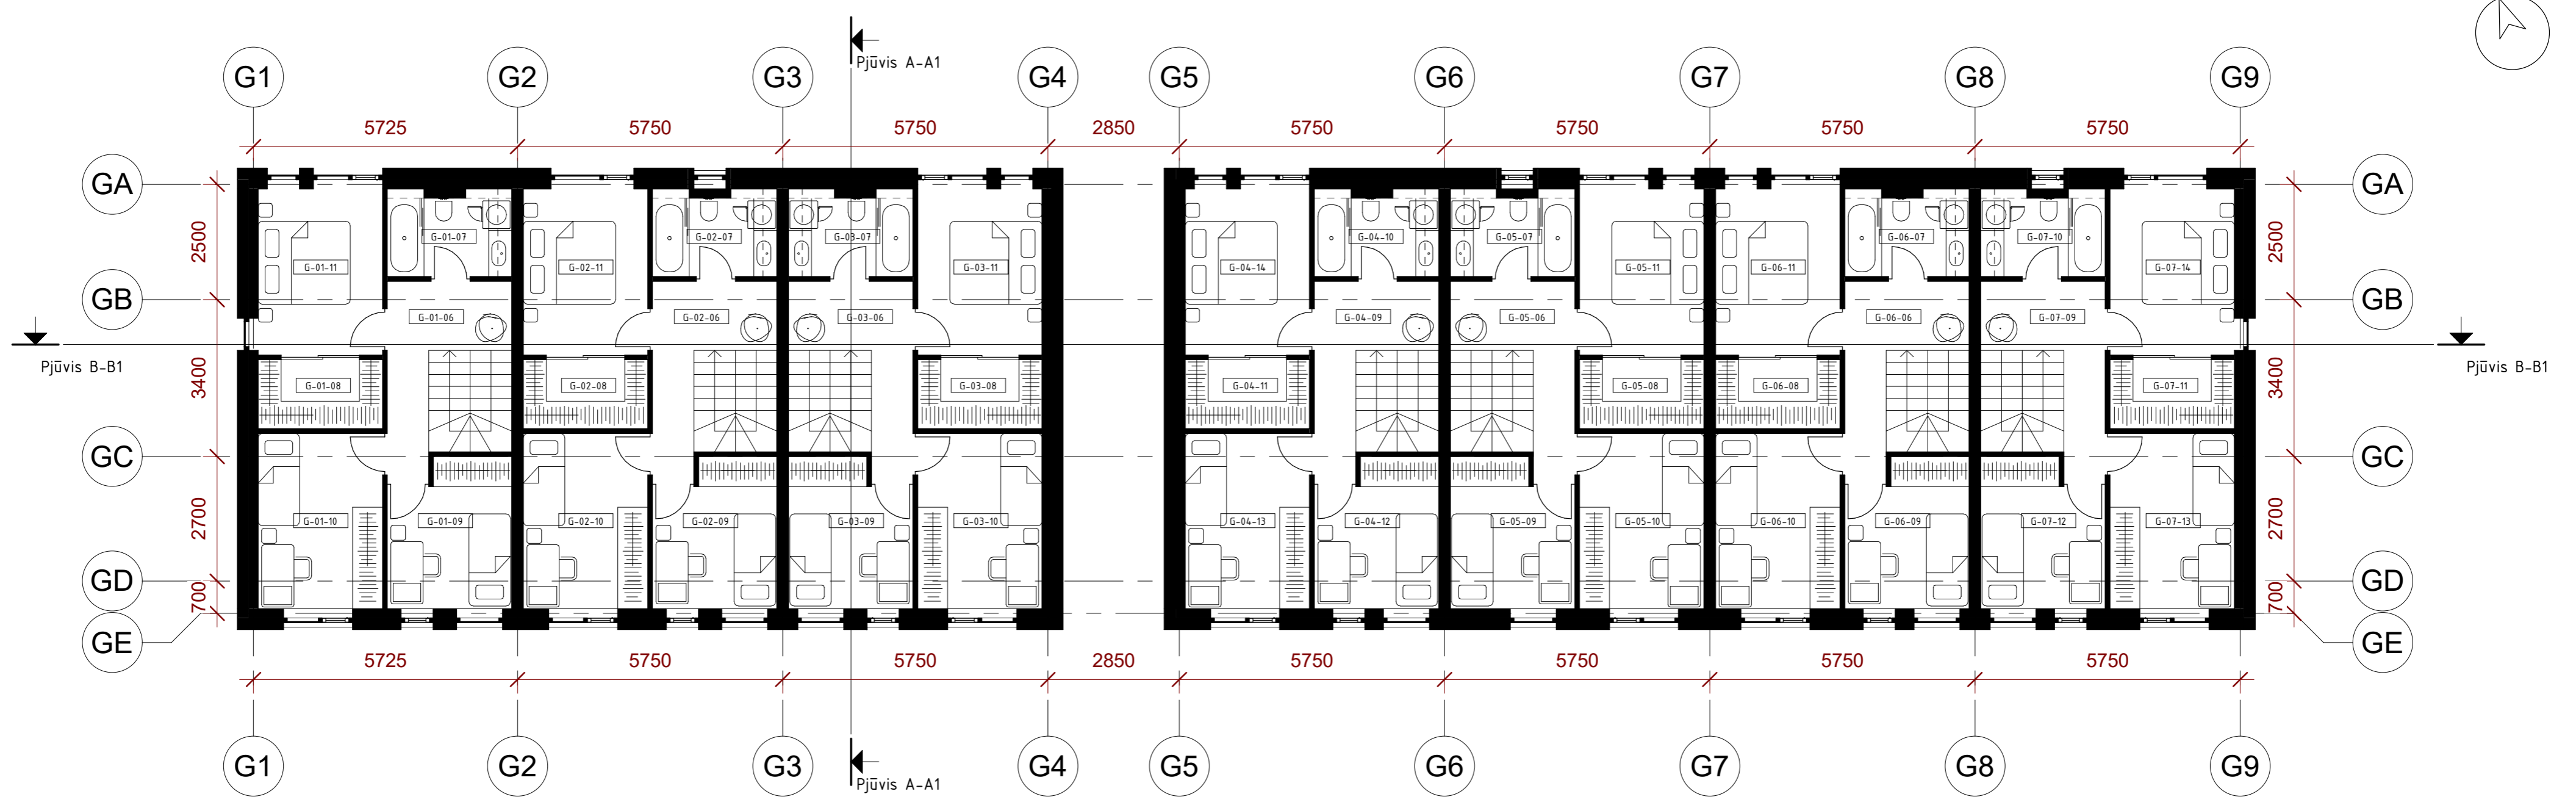 Pjūvis A-A1
G1 G2 G3 G4 G5 G6 G7 G8 G9
5725 5750 5750 2850 5750 5750 5750 5750
GA GA
G-01-07 G-02-07 G-03-07 G-04-10 G-05-07 G-06-07 G-07-10
2500 2500
G-01-11 G-02-11 G-03-11 G-04-14 G-05-11 G-06-11 G-07-14
GB GB
G-01-06 G-02-06 G-03-06 G-04-09 G-05-06 G-06-06 G-07-09
Pjūvis B-B1 Pjūvis B-B1
3400 3400
G-01-08 G-02-08 G-03-08 G-04-11 G-05-08 G-06-08 G-07-11
GC GC
2700 2700
G-01-10 G-01-09 G-02-10 G-02-09 G-03-09 G-03-10 G-04-13 G-04-12 G-05-09 G-05-10 G-06-10 G-06-09 G-07-12 G-07-13
GD GD
700 700
GE GE
5725 5750 5750 2850 5750 5750 5750 5750
G1 G2 G3 G4 G5 G6 G7 G8 G9
Pjūvis A-A1